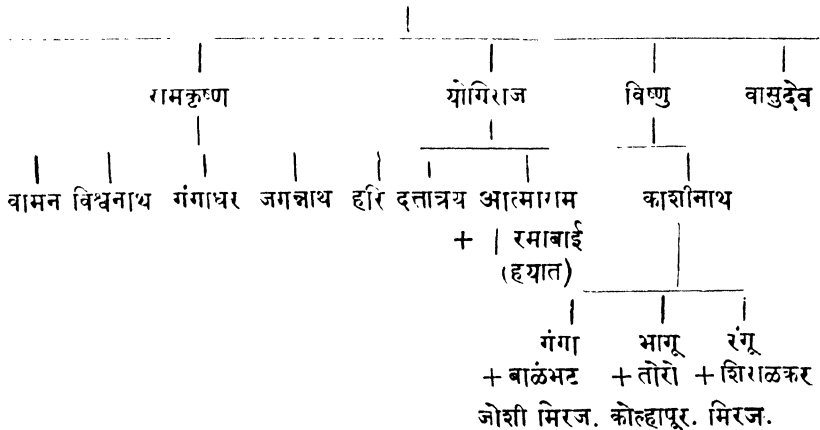 रामकृष्ण योगिराज विष्णु वासुदेव
वामन विश्वनाथ गंगाधर जगन्नाथ हरि दत्तात्रय आत्माराम काशीनाथ
+ रमाबाई
(हयात)
गंगा भागू रंगू
+बाळंभट +तोरो +शिराळकर
जोशी मिरज. कोल्हापूर. मिरज.